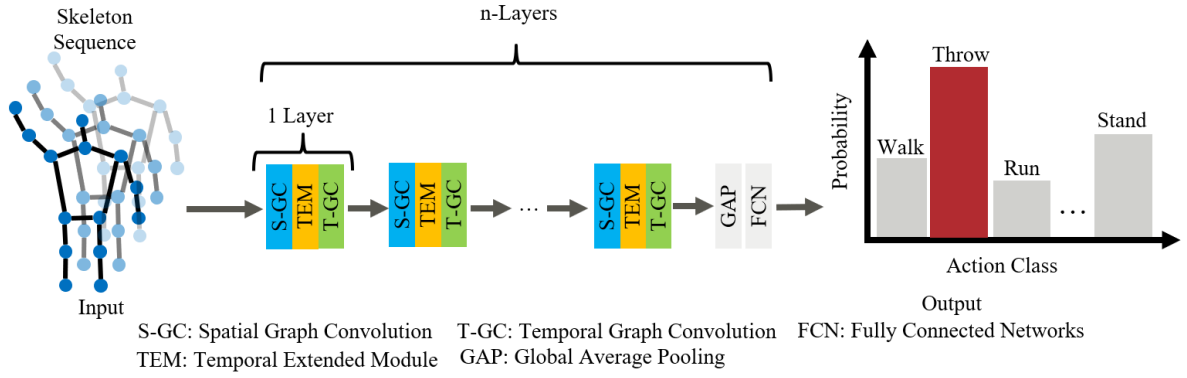 Skeleton
Sequence
n-Layers
1 Layer
S-GC
TEM
T-GC
S-GC
TEM
T-GC
...
S-GC
TEM
T-GC
GAP
FCN
Input
Probability
Walk
Throw
Run
...
Stand
Action Class
Output
S-GC: Spatial Graph Convolution T-GC: Temporal Graph Convolution FCN: Fully Connected Networks
TEM: Temporal Extended Module GAP: Global Average Pooling